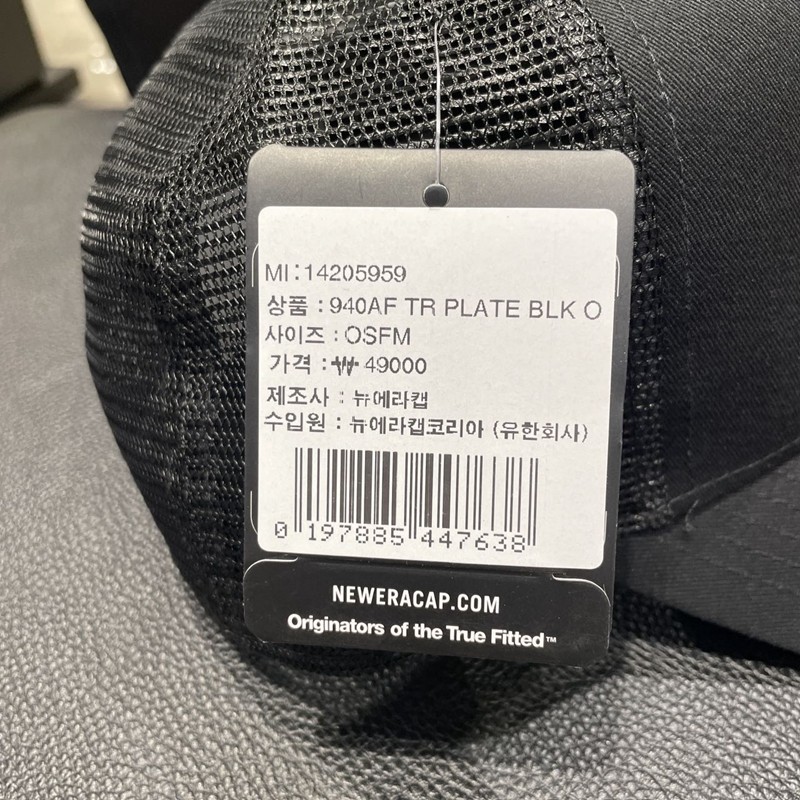 MI:14205959
상품 : 940AF TR PLATE BLK O
사이즈 : OSFM
가격 : ₩ 49000
제조사 : 뉴에라캡
수입원 : 뉴에라캡코리아 (유한회사)
0 197885 447638
NEWERACAP.COM
Originators of the True Fitted™